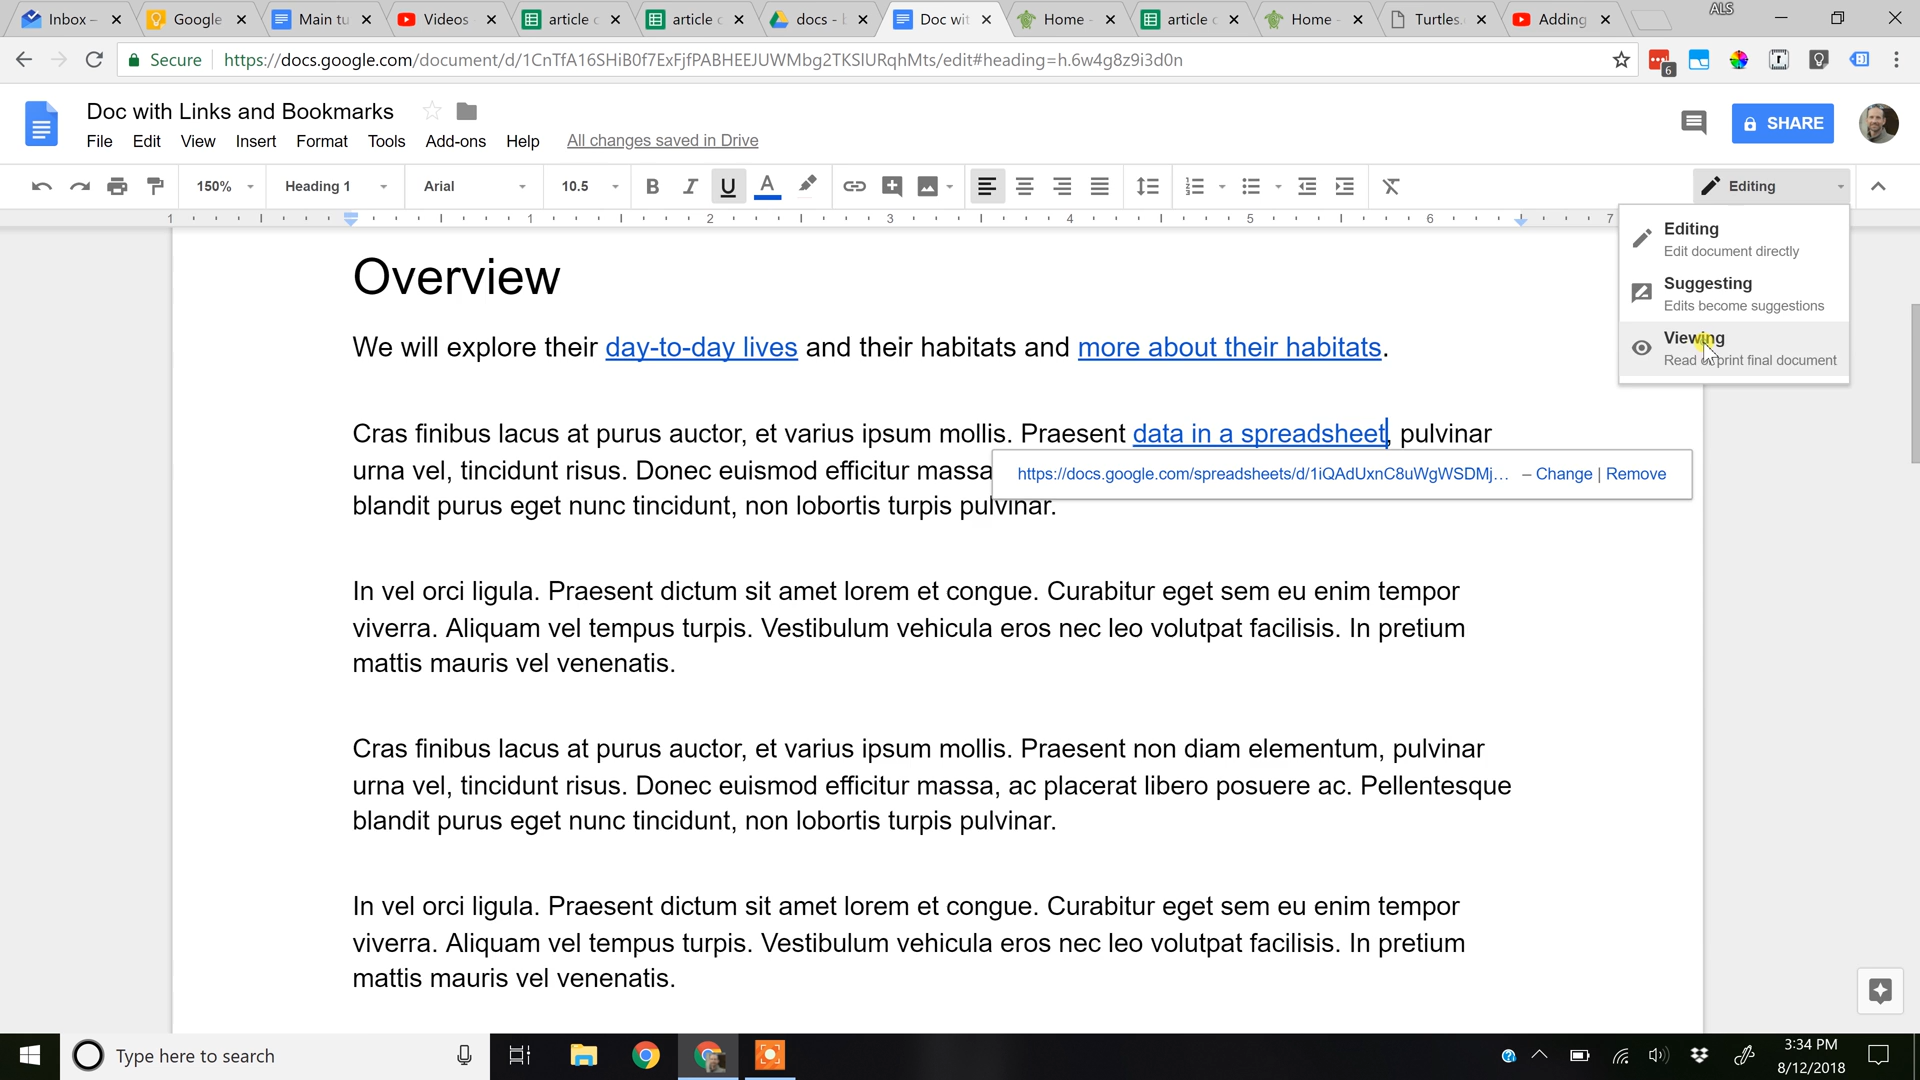 Inbox –
Google
Main tu
Videos
article c
article c
docs - b
Doc wit
Home -
article c
Home -
Turtles.
Adding
ALS
Secure
https://docs.google.com/document/d/1CnTfA16SHiB0f7ExFjfPABHEEJUWMbg2TKSlURqhMts/edit#heading=h.6w4g8z9i3d0n
6
Doc with Links and Bookmarks
File Edit View Insert Format Tools Add-ons Help All changes saved in Drive
SHARE
150% Heading 1 Arial 10.5 B I U A
Editing
1 1 2 3 4 5 6 7
Editing
Edit document directly
Suggesting
Edits become suggestions
Viewing
Read or print final document
Overview
We will explore their day-to-day lives and their habitats and more about their habitats.
Cras finibus lacus at purus auctor, et varius ipsum mollis. Praesent data in a spreadsheet, pulvinar
urna vel, tincidunt risus. Donec euismod efficitur massa
https://docs.google.com/spreadsheets/d/1iQAdUxnC8uWgWSDMj... – Change | Remove
blandit purus eget nunc tincidunt, non lobortis turpis pulvinar.
In vel orci ligula. Praesent dictum sit amet lorem et congue. Curabitur eget sem eu enim tempor
viverra. Aliquam vel tempus turpis. Vestibulum vehicula eros nec leo volutpat facilisis. In pretium
mattis mauris vel venenatis.
Cras finibus lacus at purus auctor, et varius ipsum mollis. Praesent non diam elementum, pulvinar
urna vel, tincidunt risus. Donec euismod efficitur massa, ac placerat libero posuere ac. Pellentesque
blandit purus eget nunc tincidunt, non lobortis turpis pulvinar.
In vel orci ligula. Praesent dictum sit amet lorem et congue. Curabitur eget sem eu enim tempor
viverra. Aliquam vel tempus turpis. Vestibulum vehicula eros nec leo volutpat facilisis. In pretium
mattis mauris vel venenatis.
Type here to search
3:34 PM
8/12/2018